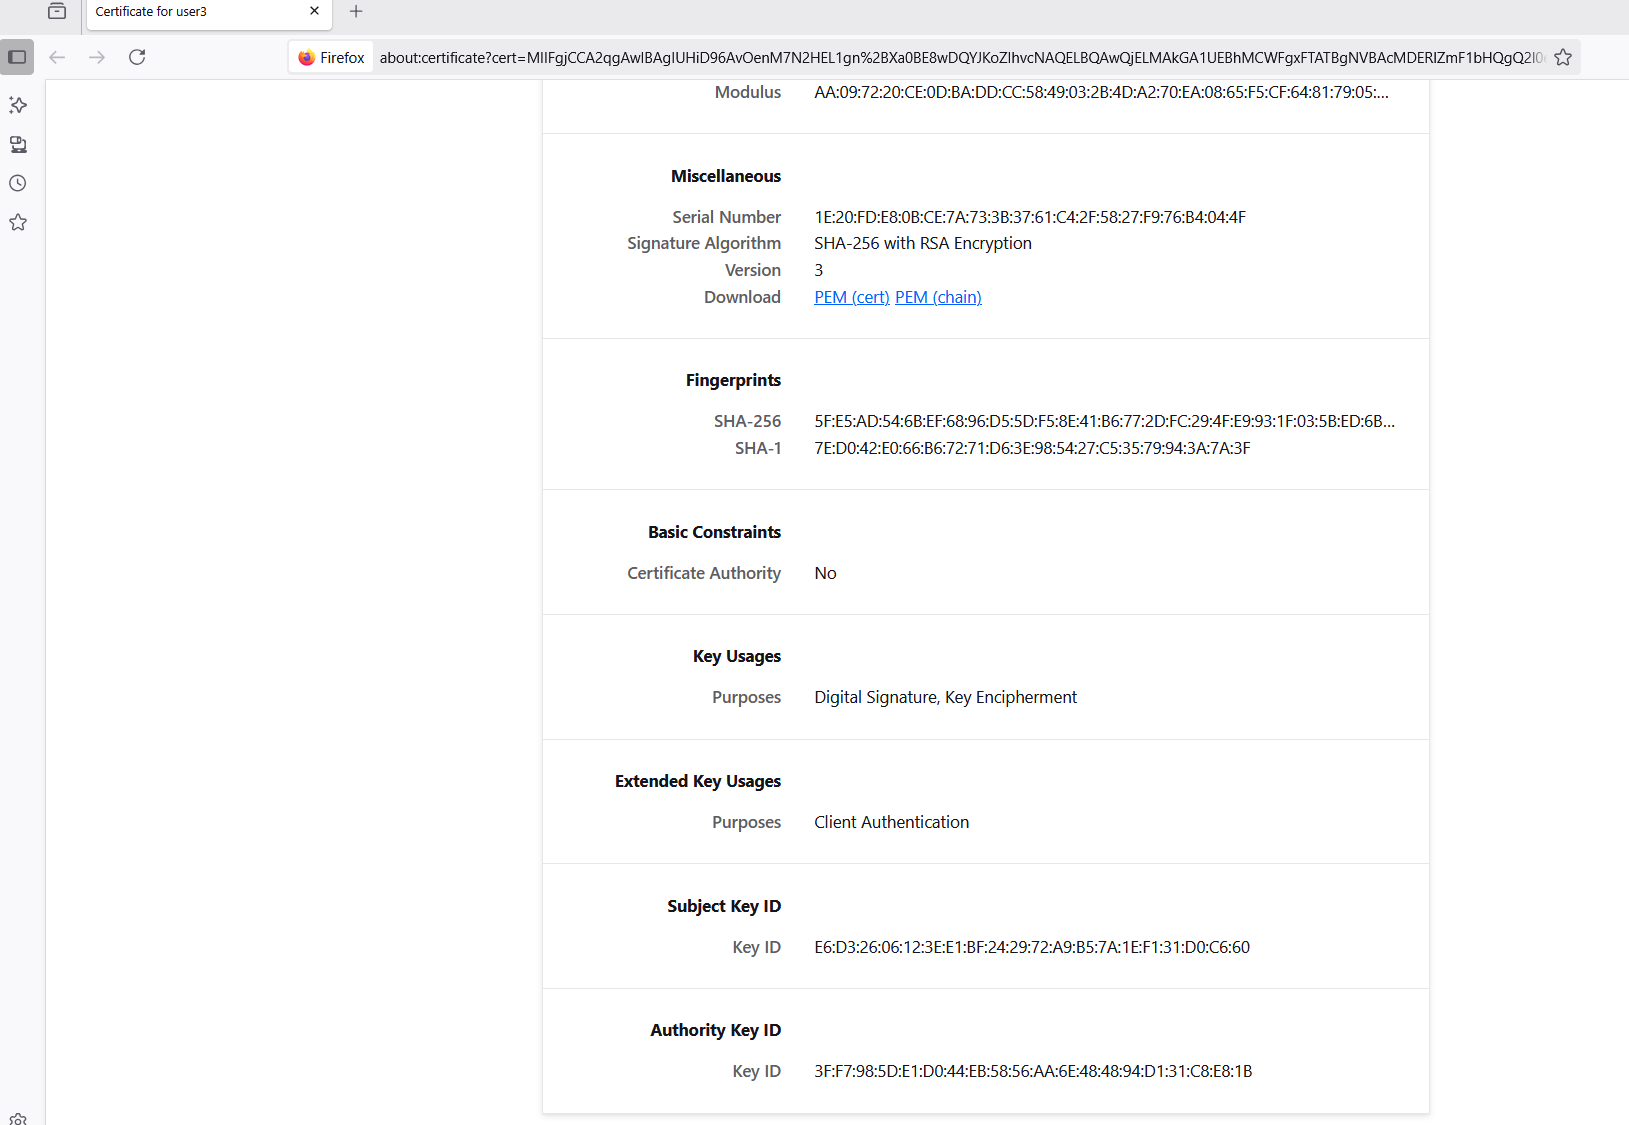 Certificate for user3
Firefox
about:certificate?cert=MIIFgjCCA2qgAwIBAgIUHiD96AvOenM7N2HEL1gn%2BXa0BE8wDQYJKoZIhvcNAQELBQAwQjELMAkGA1UEBhMCWFgxFTATBgNVBAcMDERlZmF1bHQgQ2l0
Modulus AA:09:72:20:CE:0D:BA:DD:CC:58:49:03:2B:4D:A2:70:EA:08:65:F5:CF:64:81:79:05:...
Miscellaneous
Serial Number 1E:20:FD:E8:0B:CE:7A:73:3B:37:61:C4:2F:58:27:F9:76:B4:04:4F
Signature Algorithm SHA-256 with RSA Encryption
Version 3
Download PEM (cert) PEM (chain)
Fingerprints
SHA-256 5F:E5:AD:54:6B:EF:68:96:D5:5D:F5:8E:41:B6:77:2D:FC:29:4F:E9:93:1F:03:5B:ED:6B...
SHA-1 7E:D0:42:E0:66:B6:72:71:D6:3E:98:54:27:C5:35:79:94:3A:7A:3F
Basic Constraints
Certificate Authority No
Key Usages
Purposes Digital Signature, Key Encipherment
Extended Key Usages
Purposes Client Authentication
Subject Key ID
Key ID E6:D3:26:06:12:3E:E1:BF:24:29:72:A9:B5:7A:1E:F1:31:D0:C6:60
Authority Key ID
Key ID 3F:F7:98:5D:E1:D0:44:EB:58:56:AA:6E:48:48:94:D1:31:C8:E8:1B